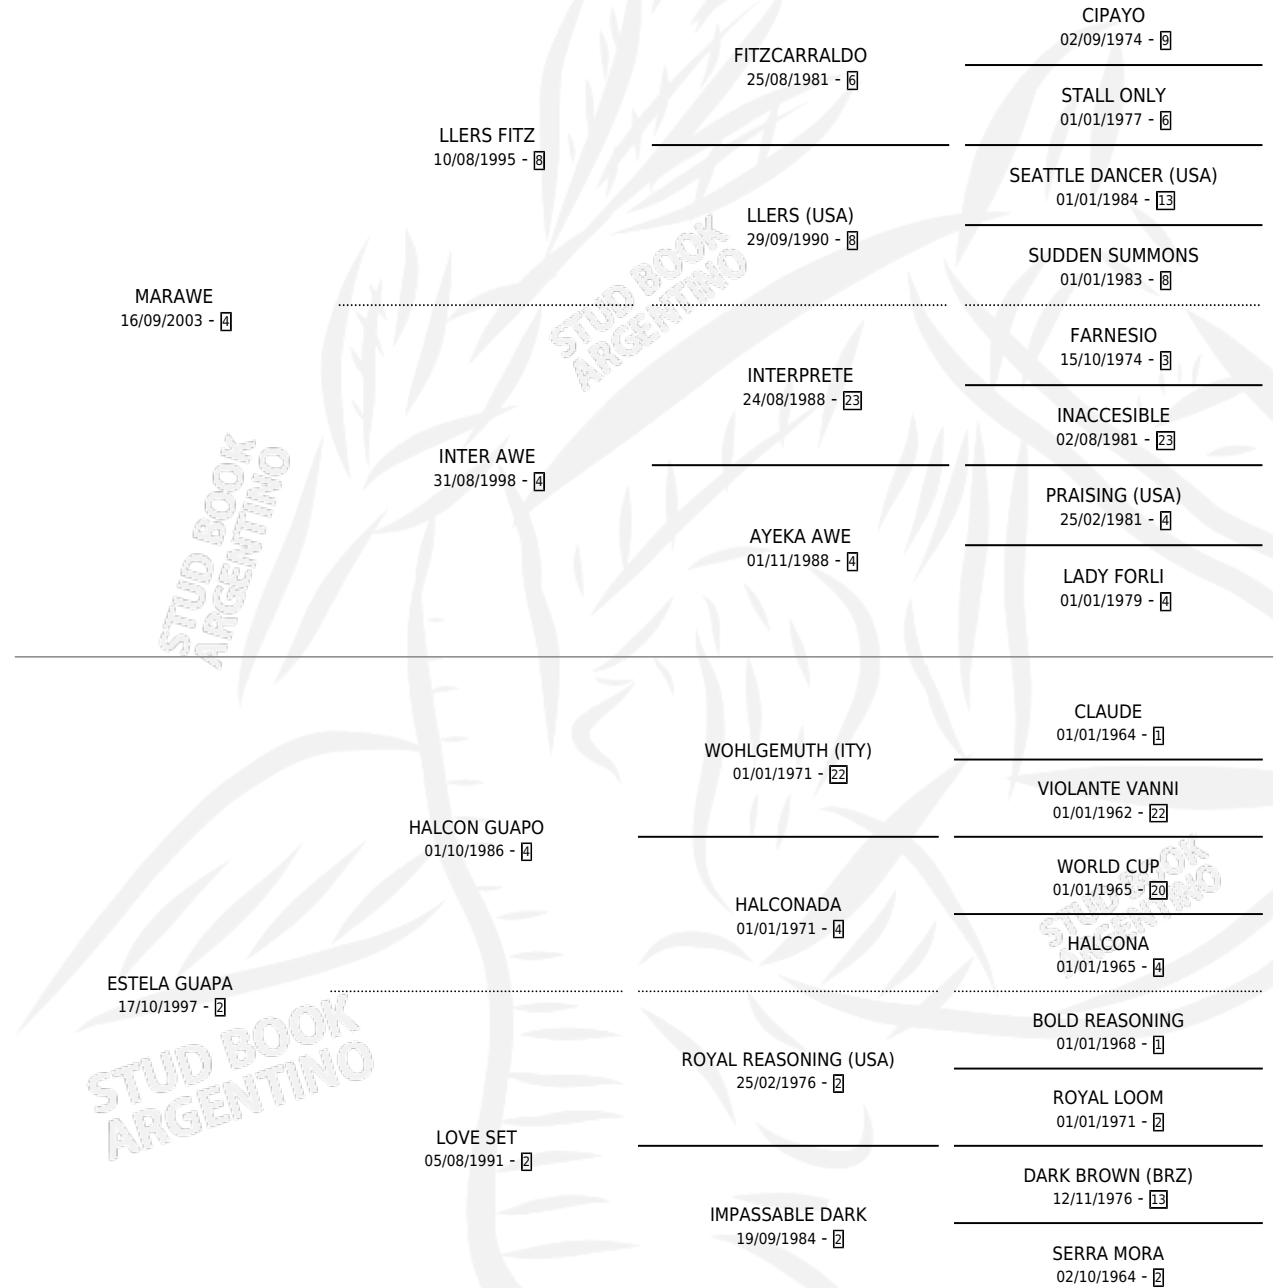 CIPAYO
02/09/1974 - 9
FITZCARRALDO
25/08/1981 - 6
STALL ONLY
01/01/1977 - 6
LLERS FITZ
10/08/1995 - 8
SEATTLE DANCER (USA)
01/01/1984 - 13
LLERS (USA)
29/09/1990 - 8
SUDDEN SUMMONS
01/01/1983 - 8
MARAWE
16/09/2003 - 4
STUD BOOK
ARGENTINO
FARNESIO
15/10/1974 - 3
INTERPRETE
24/08/1988 - 23
INACCESIBLE
02/08/1981 - 23
INTER AWE
31/08/1998 - 4
PRAISING (USA)
25/02/1981 - 4
AYEKA AWE
01/11/1988 - 4
LADY FORLI
01/01/1979 - 4
STUD BOOK
ARGENTINO
CLAUDE
01/01/1964 - 1
WOHLGEMUTH (ITY)
01/01/1971 - 22
VIOLANTE VANNI
01/01/1962 - 22
HALCON GUAPO
01/10/1986 - 4
WORLD CUP
01/01/1965 - 20
HALCONADA
01/01/1971 - 4
HALCONA
01/01/1965 - 4
STUD BOOK
ARGENTINO
ESTELA GUAPA
17/10/1997 - 2
BOLD REASONING
01/01/1968 - 1
ROYAL REASONING (USA)
25/02/1976 - 2
ROYAL LOOM
01/01/1971 - 2
STUD BOOK
ARGENTINO
LOVE SET
05/08/1991 - 2
DARK BROWN (BRZ)
12/11/1976 - 13
IMPASSABLE DARK
19/09/1984 - 2
SERRA MORA
02/10/1964 - 2